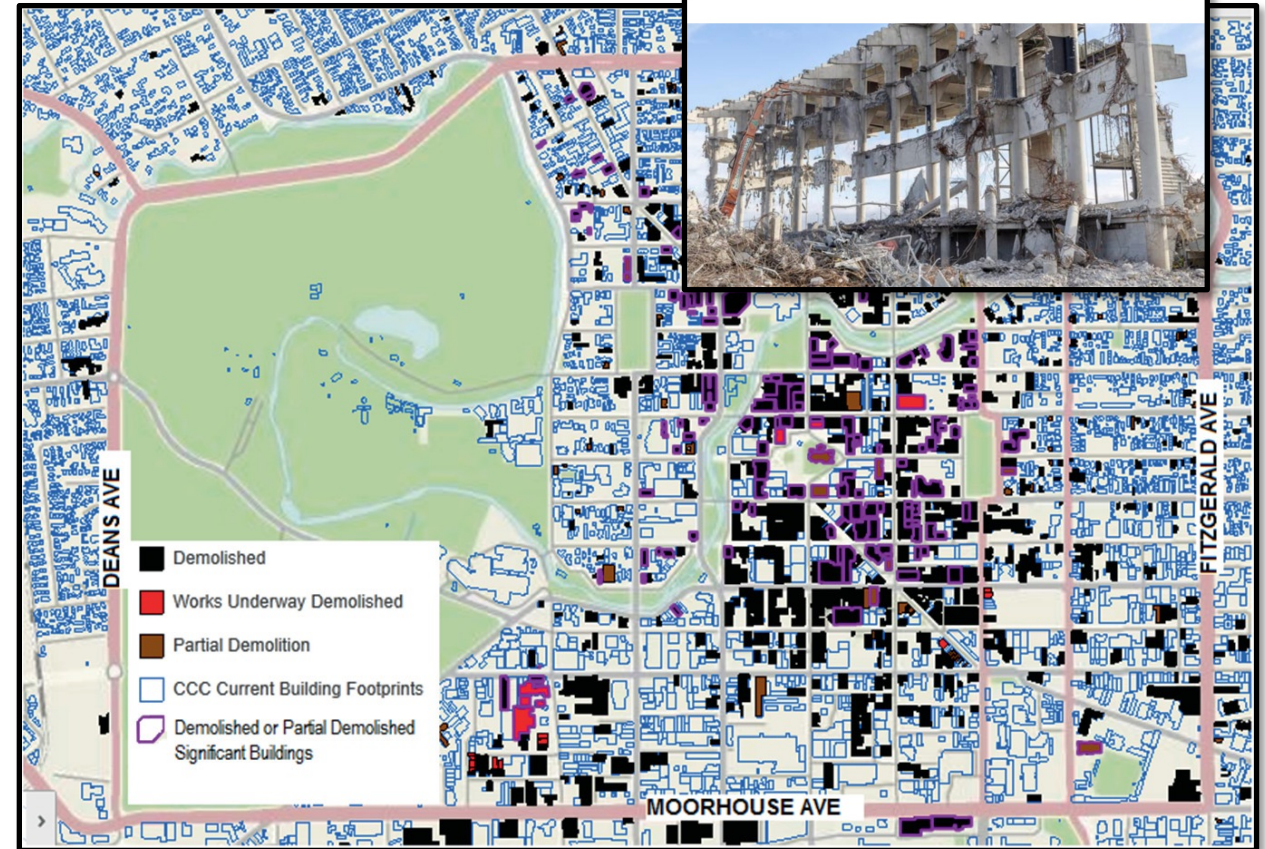 DEANS AVE
FITZGERALD AVE
Demolished
Works Underway Demolished
Partial Demolition
CCC Current Building Footprints
Demolished or Partial Demolished
Significant Buildings
MOORHOUSE AVE